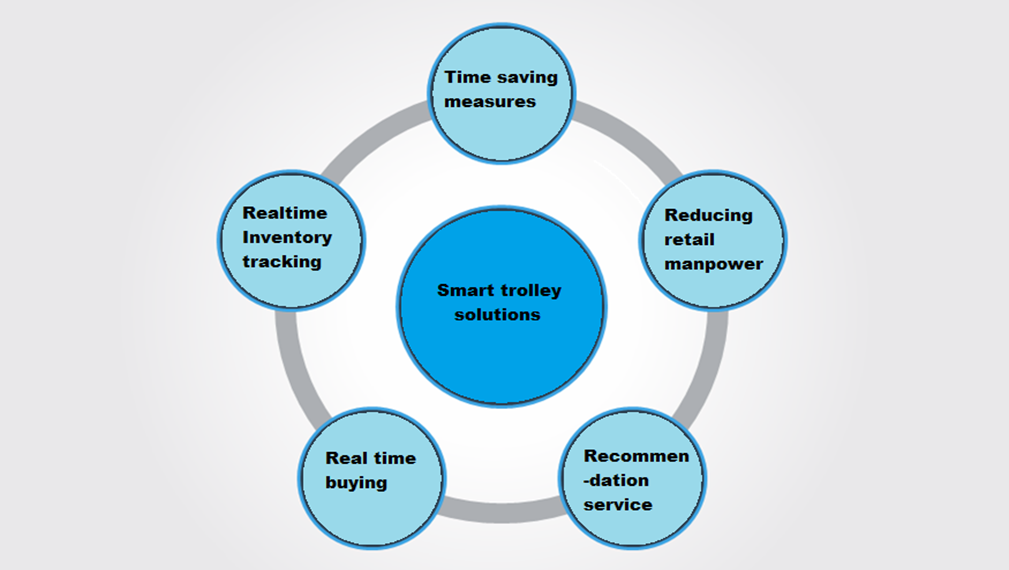 Time saving
measures
Realtime
Inventory
tracking
Reducing
retail
manpower
Smart trolley
solutions
Real time
buying
Recommen
-dation
service